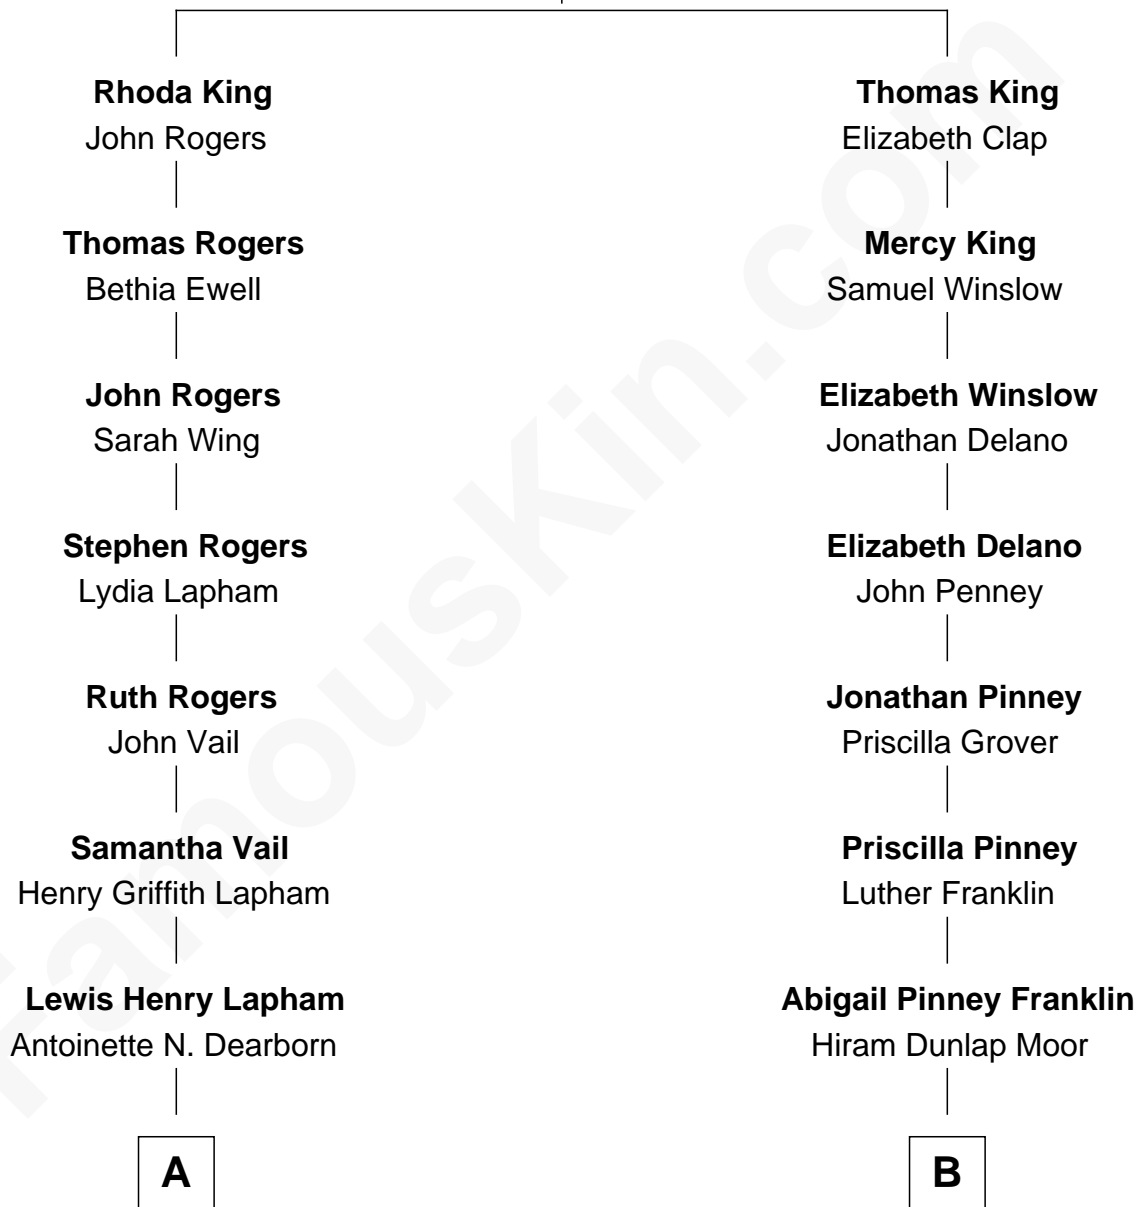 Rhoda King
John Rogers
Thomas Rogers
Bethia Ewell
John Rogers
Sarah Wing
Stephen Rogers
Lydia Lapham
Ruth Rogers
John Vail
Samantha Vail
Henry Griffith Lapham
Lewis Henry Lapham
Antoinette N. Dearborn
A
Thomas King
Elizabeth Clap
Mercy King
Samuel Winslow
Elizabeth Winslow
Jonathan Delano
Elizabeth Delano
John Penney
Jonathan Pinney
Priscilla Grover
Priscilla Pinney
Luther Franklin
Abigail Pinney Franklin
Hiram Dunlap Moor
B
FamousKin.com